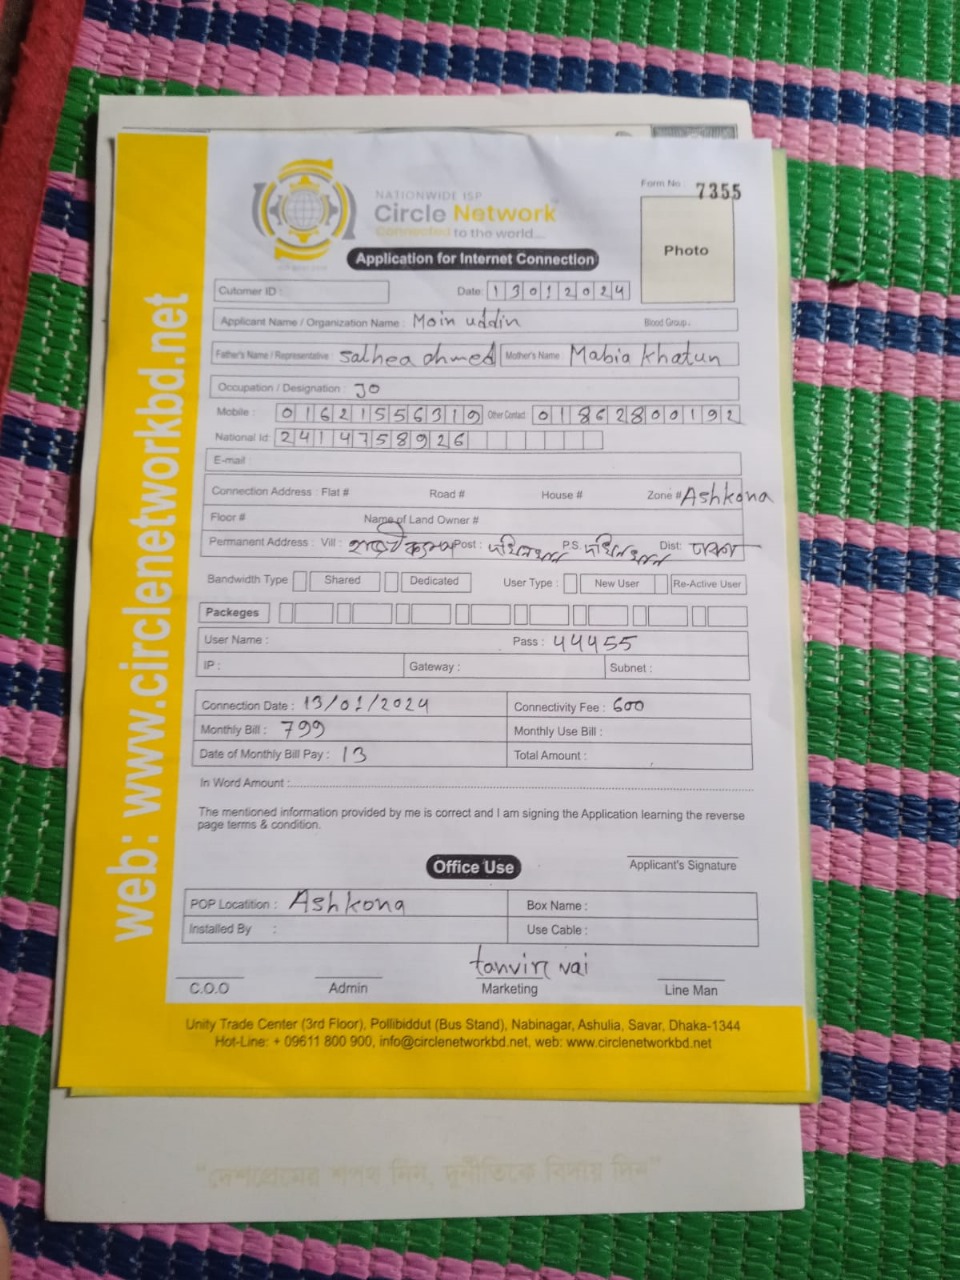 web: www.circlenetworkbd.net
Form No : 7355
NATIONWIDE ISP
Circle Network
Connected to the world...
Photo
Application for Internet Connection
Cutomer ID :
Date: 13012024
Applicant Name / Organization Name : Moin uddin Blood Group :
Father's Name / Representative : Salhea ahmed Mother's Name Mabia Khatun
Occupation / Designation : JO
Mobile : 01621556319 Other Contact 01862800192
National Id 2414758926
E-mail
Connection Address : Flat # Road # House # Zone # Ashkona
Floor # Name of Land Owner #
Permanent Address : Vill : Post : দক্ষিনখান P.S. দক্ষিনখান Dist: ঢাকা
Bandwidth Type Shared Dedicated User Type : New User Re-Active User
Packeges
User Name : Pass : 44455
IP : Gateway : Subnet :
Connection Date : 13/01/2024 Connectivity Fee : 600
Monthly Bill : 799 Monthly Use Bill :
Date of Monthly Bill Pay : 13 Total Amount :
In Word Amount :
The mentioned information provided by me is correct and I am signing the Application learning the reverse
page terms & condition.
Applicant's Signature
Office Use
POP Locatition : Ashkona Box Name :
Installed By : Use Cable :
tanvir vai
C.O.O Admin Marketing Line Man
Unity Trade Center (3rd Floor), Pollibiddut (Bus Stand), Nabinagar, Ashulia, Savar, Dhaka-1344
Hot-Line: + 09611 800 900, info@circlenetworkbd.net, web: www.circlenetworkbd.net
“দেশপ্রেমের শপথ নিন, দুর্নীতিকে বিদায় দিন”